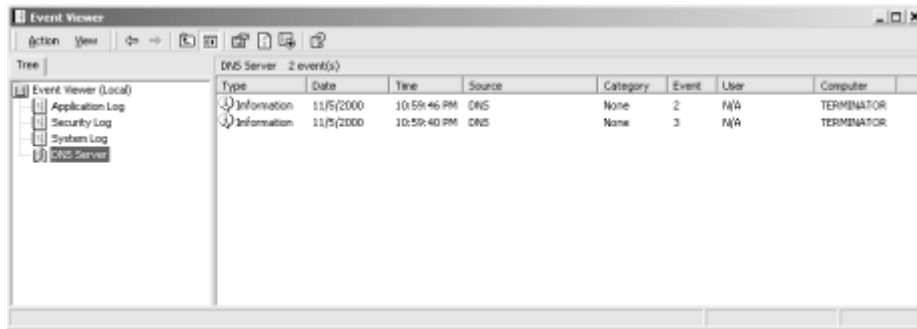 Event Viewer
Action View
Tree
DNS Server 2 event(s)
Event Viewer (Local)
Application Log
Security Log
System Log
DNS Server
Type Date Time Source Category Event User Computer
Information 11/5/2000 10:59:46 PM DNS None 2 N/A TERMINATOR
Information 11/5/2000 10:59:40 PM DNS None 3 N/A TERMINATOR